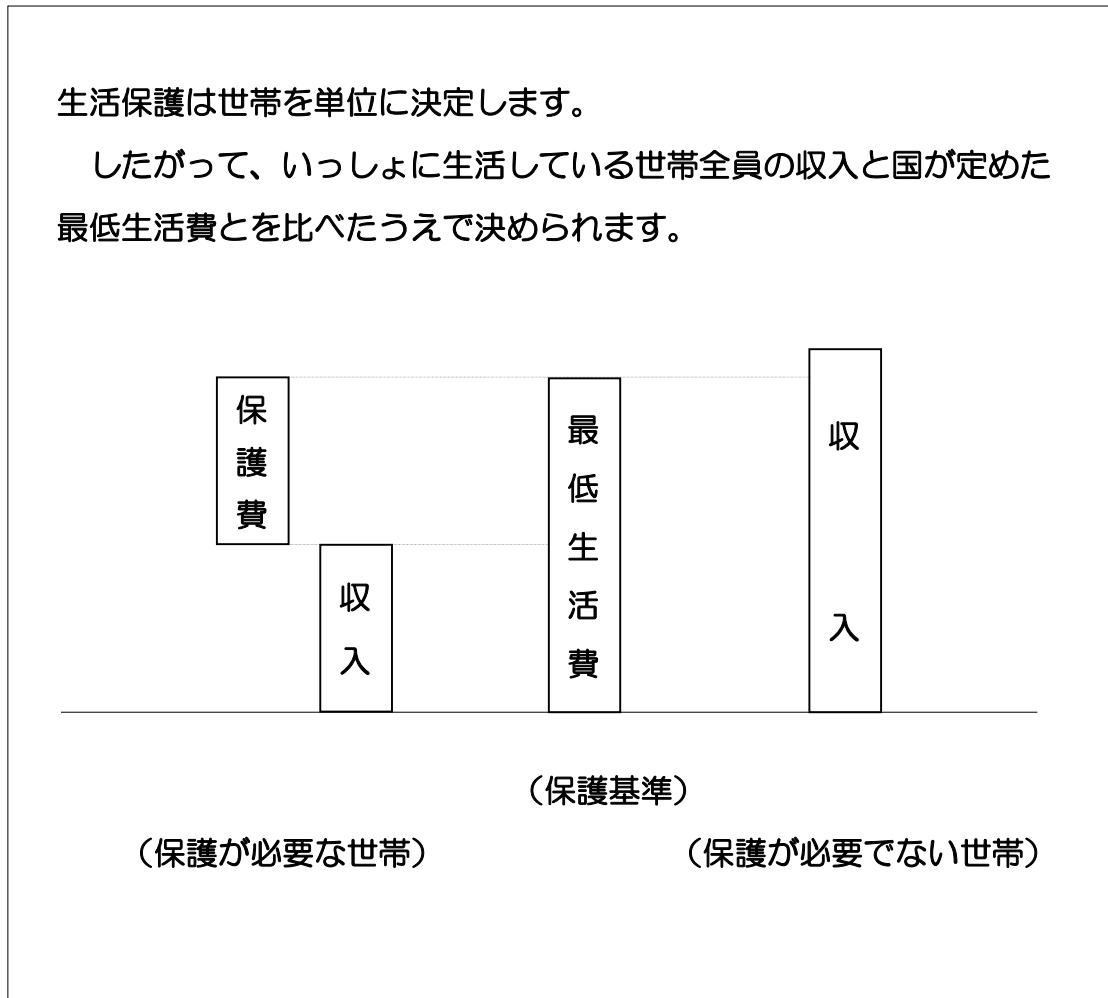 生活保護は世帯を単位に決定します。
したがって、いっしょに生活している世帯全員の収入と国が定めた
最低生活費とを比べたうえで決められます。
保護費
収入
最低生活費
収入
（保護基準）
（保護が必要な世帯）
（保護が必要でない世帯）